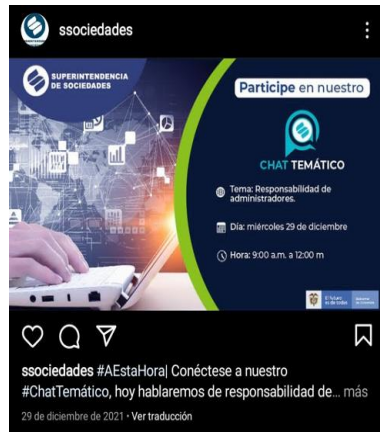 ssociedades
SUPERINTENDENCIA
DE SOCIEDADES
Participe en nuestro
CHAT TEMÁTICO
Tema: Responsabilidad de
administradores.
Día: miércoles 29 de diciembre
Hora: 9:00 a.m. a 12:00 m
El futuro
es de todos
ssociedades #AEstaHora| Conéctese a nuestro
#ChatTemático, hoy hablaremos de responsabilidad de... más
29 de diciembre de 2021 • Ver traducción